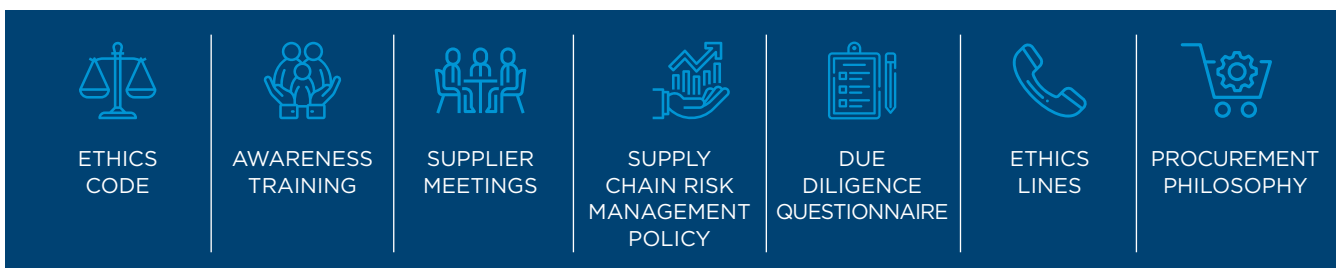 ETHICS
CODE
AWARENESS
TRAINING
SUPPLIER
MEETINGS
SUPPLY
CHAIN RISK
MANAGEMENT
POLICY
DUE
DILIGENCE
QUESTIONNAIRE
ETHICS
LINES
PROCUREMENT
PHILOSOPHY